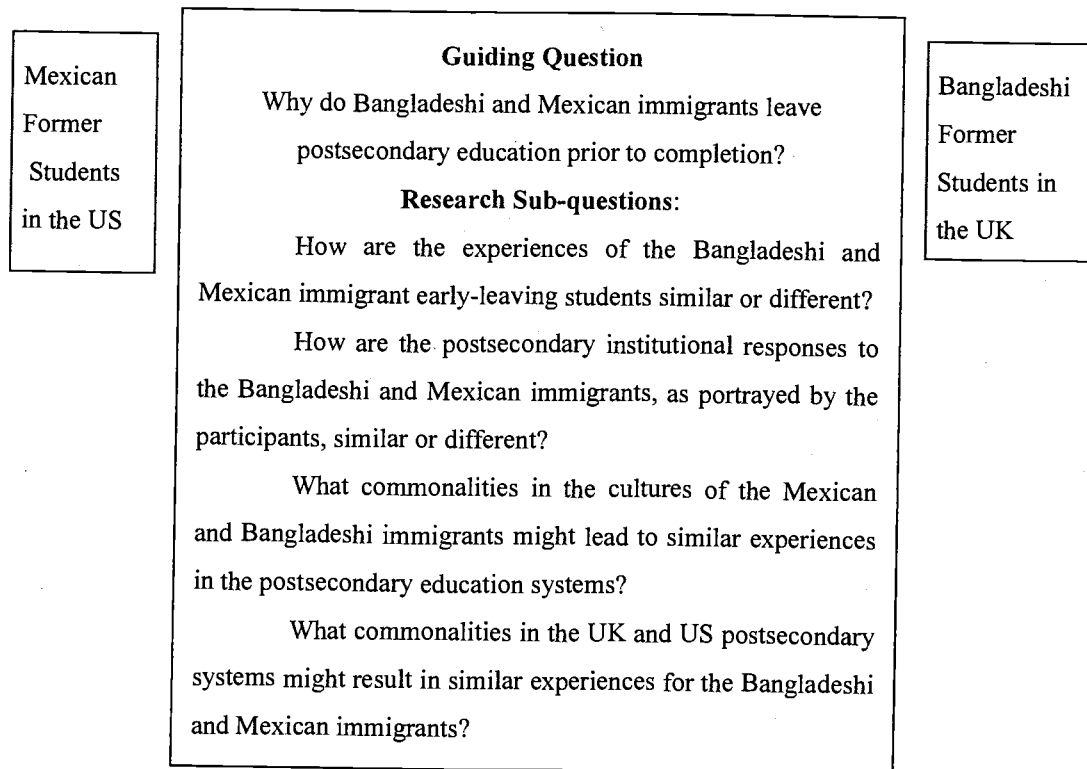 Mexican
Former
Students
in the US
Guiding Question
Why do Bangladeshi and Mexican immigrants leave
postsecondary education prior to completion?
Research Sub-questions:
How are the experiences of the Bangladeshi and
Mexican immigrant early-leaving students similar or different?
How are the postsecondary institutional responses to
the Bangladeshi and Mexican immigrants, as portrayed by the
participants, similar or different?
What commonalities in the cultures of the Mexican
and Bangladeshi immigrants might lead to similar experiences
in the postsecondary education systems?
What commonalities in the UK and US postsecondary
systems might result in similar experiences for the Bangladeshi
and Mexican immigrants?
Bangladeshi
Former
Students in
the UK